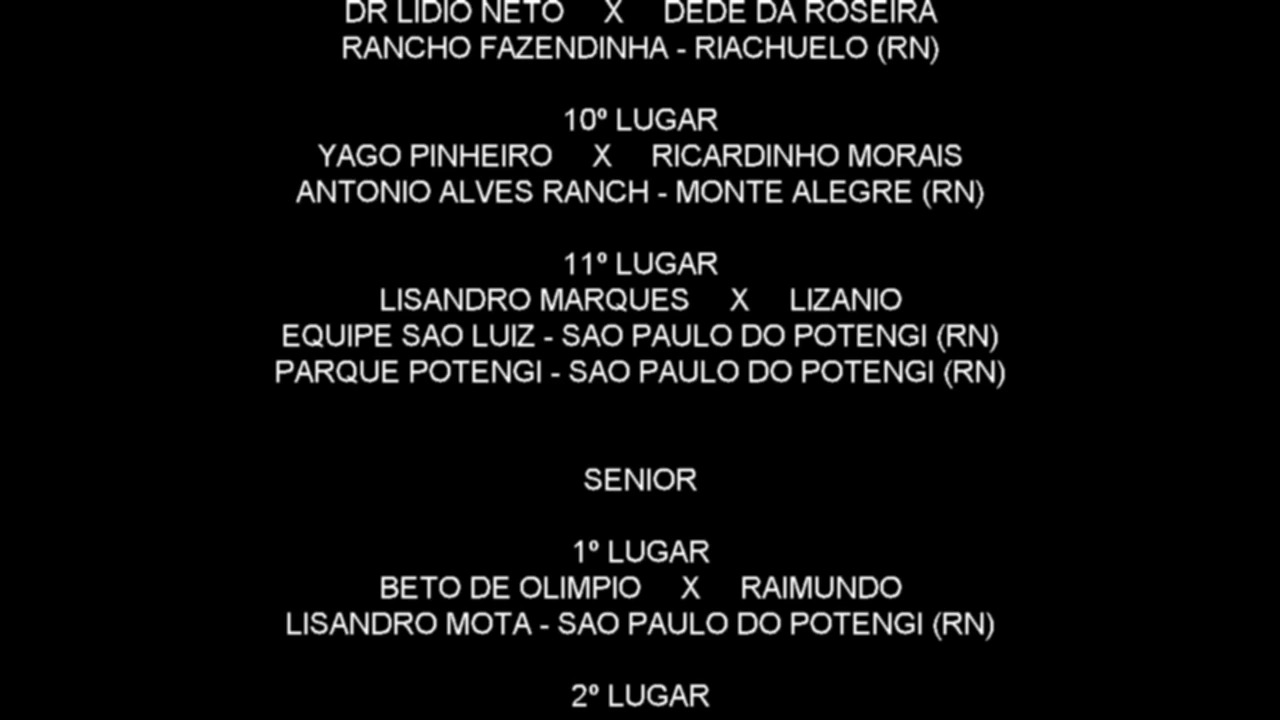 DR LIDIO NETO X DEDE DA ROSEIRA
RANCHO FAZENDINHA - RIACHUELO (RN)
10º LUGAR
YAGO PINHEIRO X RICARDINHO MORAIS
ANTONIO ALVES RANCH - MONTE ALEGRE (RN)
11º LUGAR
LISANDRO MARQUES X LIZANIO
EQUIPE SAO LUIZ - SAO PAULO DO POTENGI (RN)
PARQUE POTENGI - SAO PAULO DO POTENGI (RN)
SENIOR
1º LUGAR
BETO DE OLIMPIO X RAIMUNDO
LISANDRO MOTA - SAO PAULO DO POTENGI (RN)
2º LUGAR